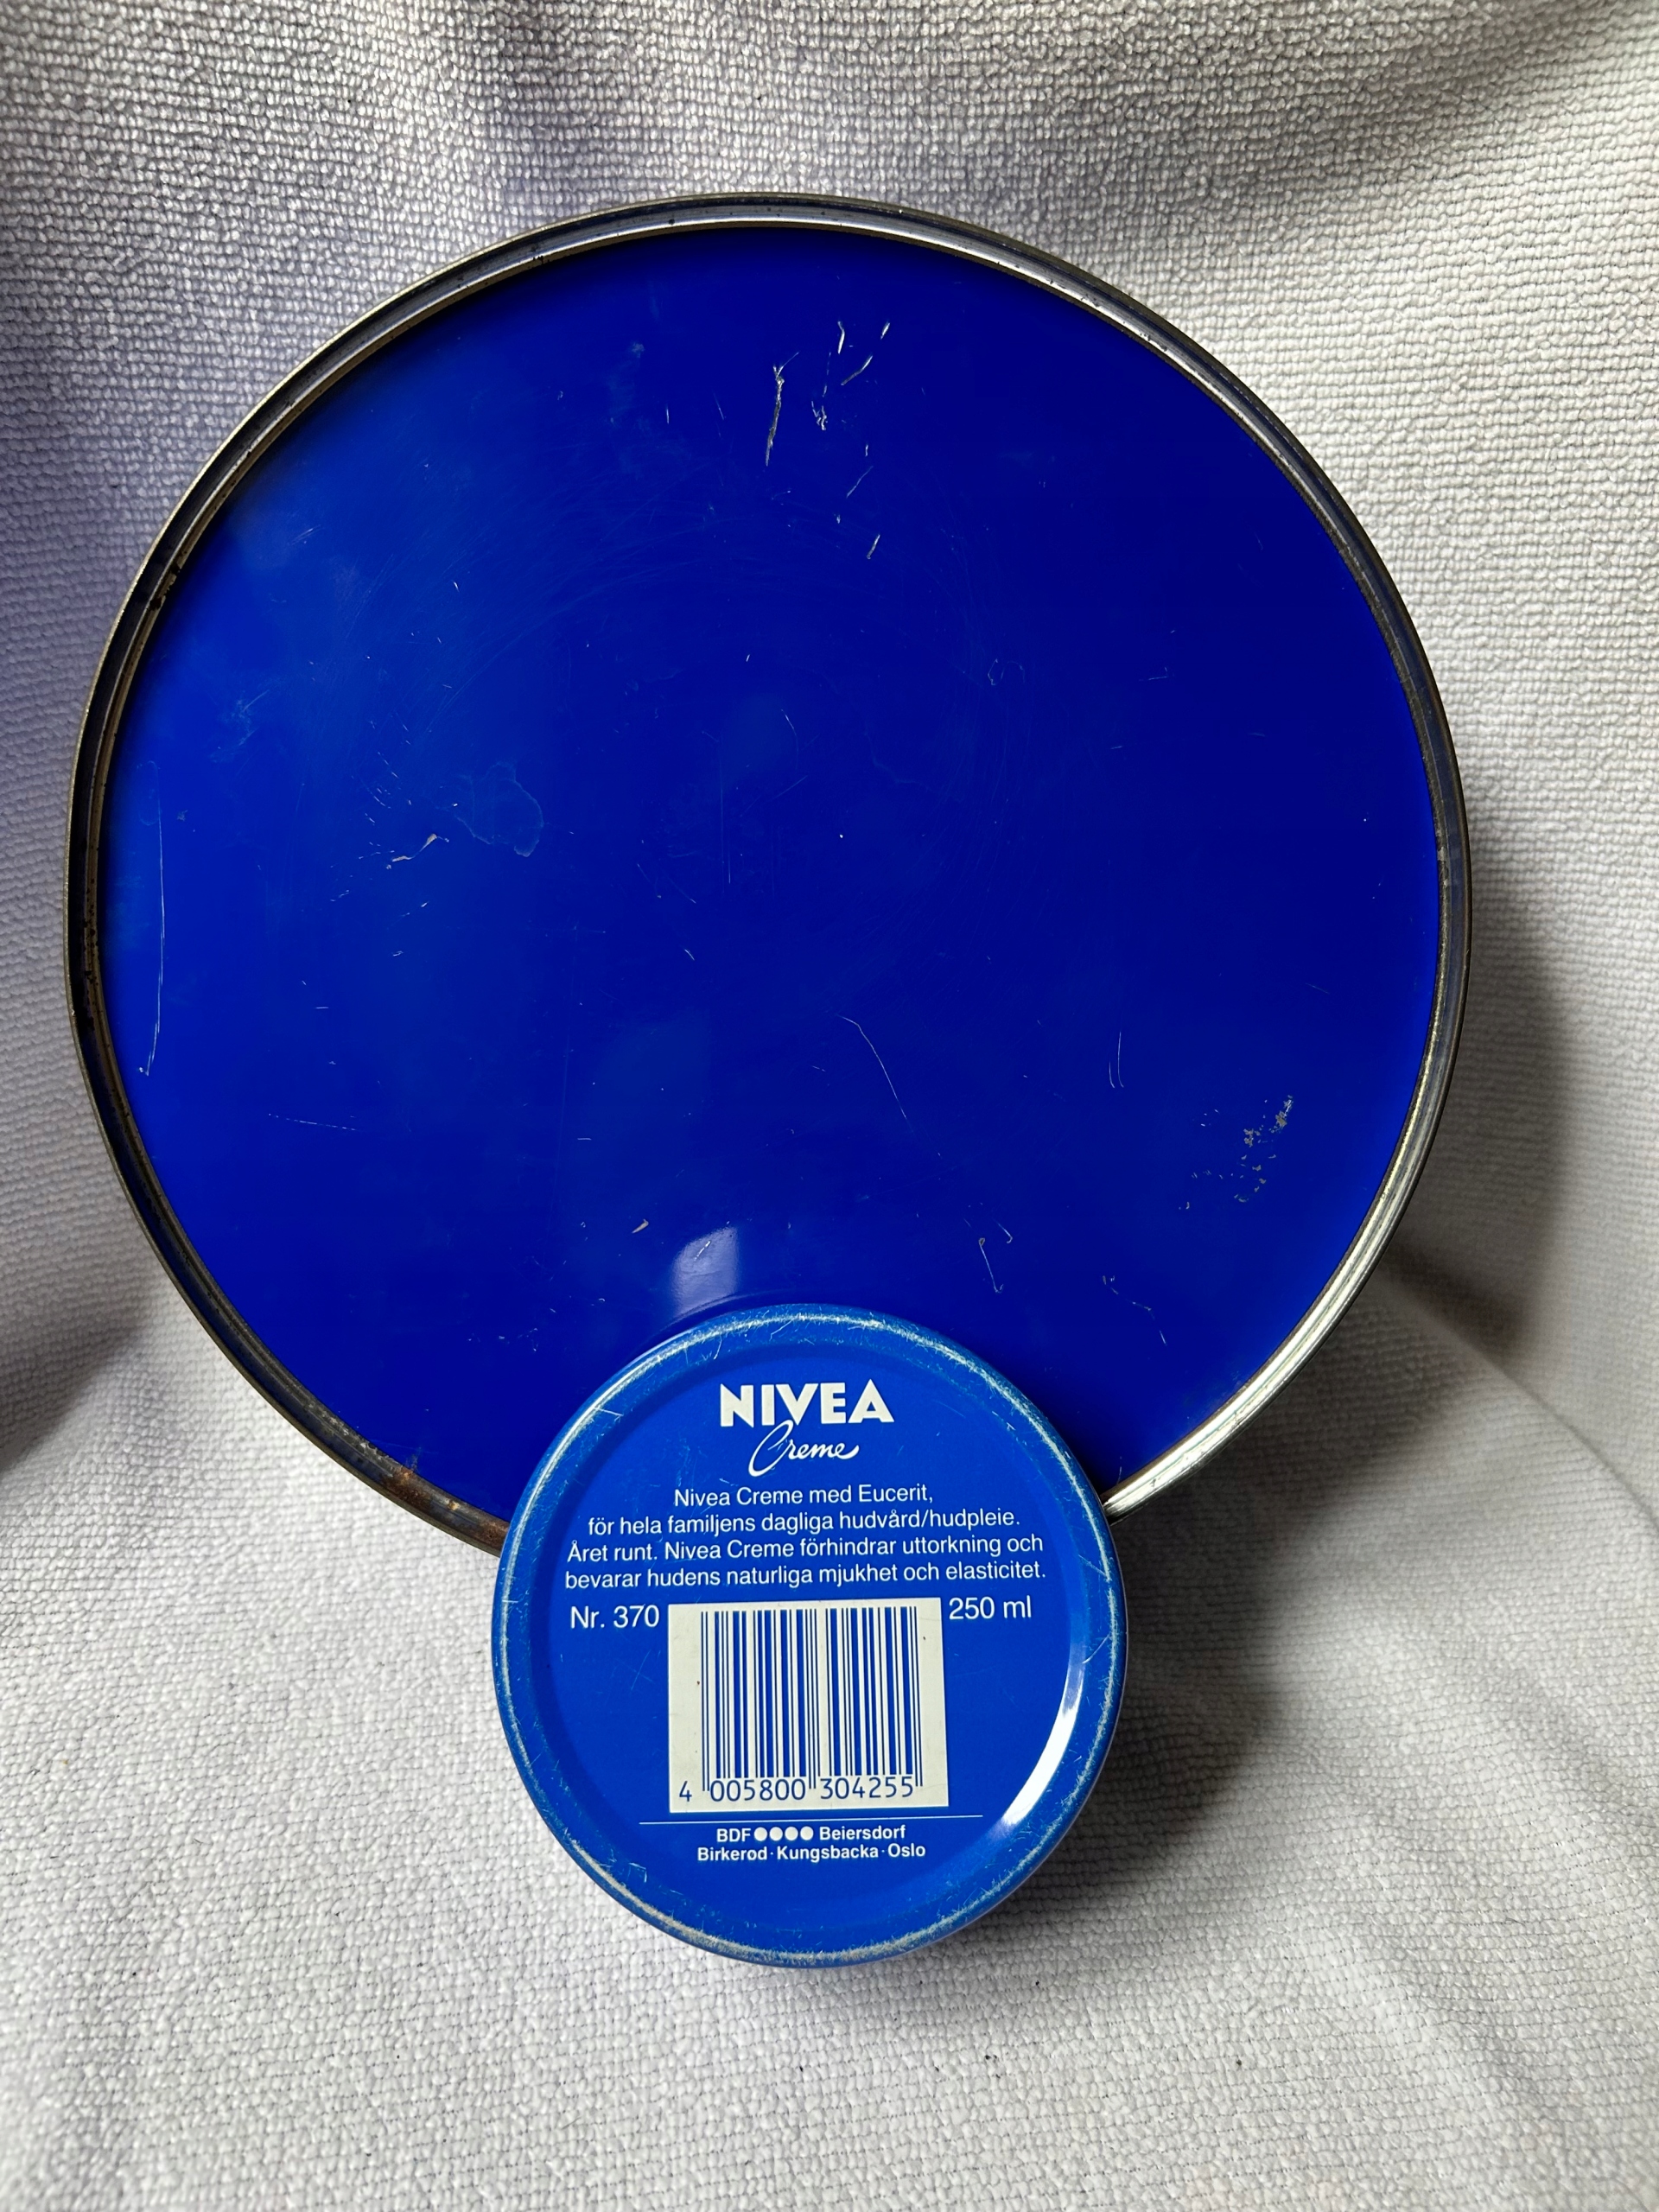 NIVEA
Creme
Nivea Creme med Eucerit,
för hela familjens dagliga hudvård/hudpleie.
Året runt. Nivea Creme förhindrar uttorkning och
bevarar hudens naturliga mjukhet och elasticitet.
Nr. 370 250 ml
4 005800 304255
BDF●●●● Beiersdorf
Birkerød·Kungsbacka·Oslo